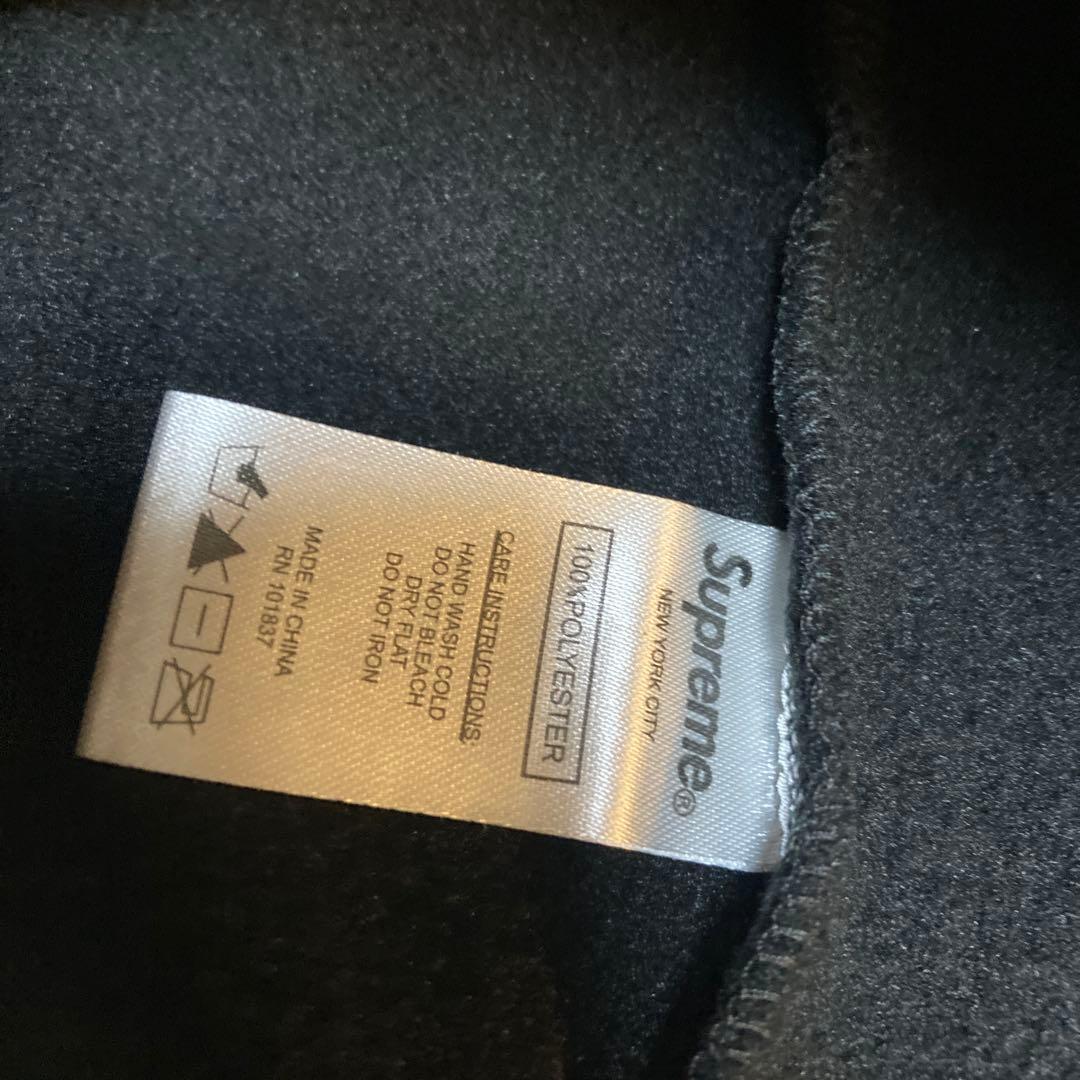 Supreme®
NEW YORK CITY
100% POLYESTER
CARE INSTRUCTIONS:
HAND WASH COLD
DO NOT BLEACH
DRY FLAT
DO NOT IRON
MADE IN CHINA
RN 101837